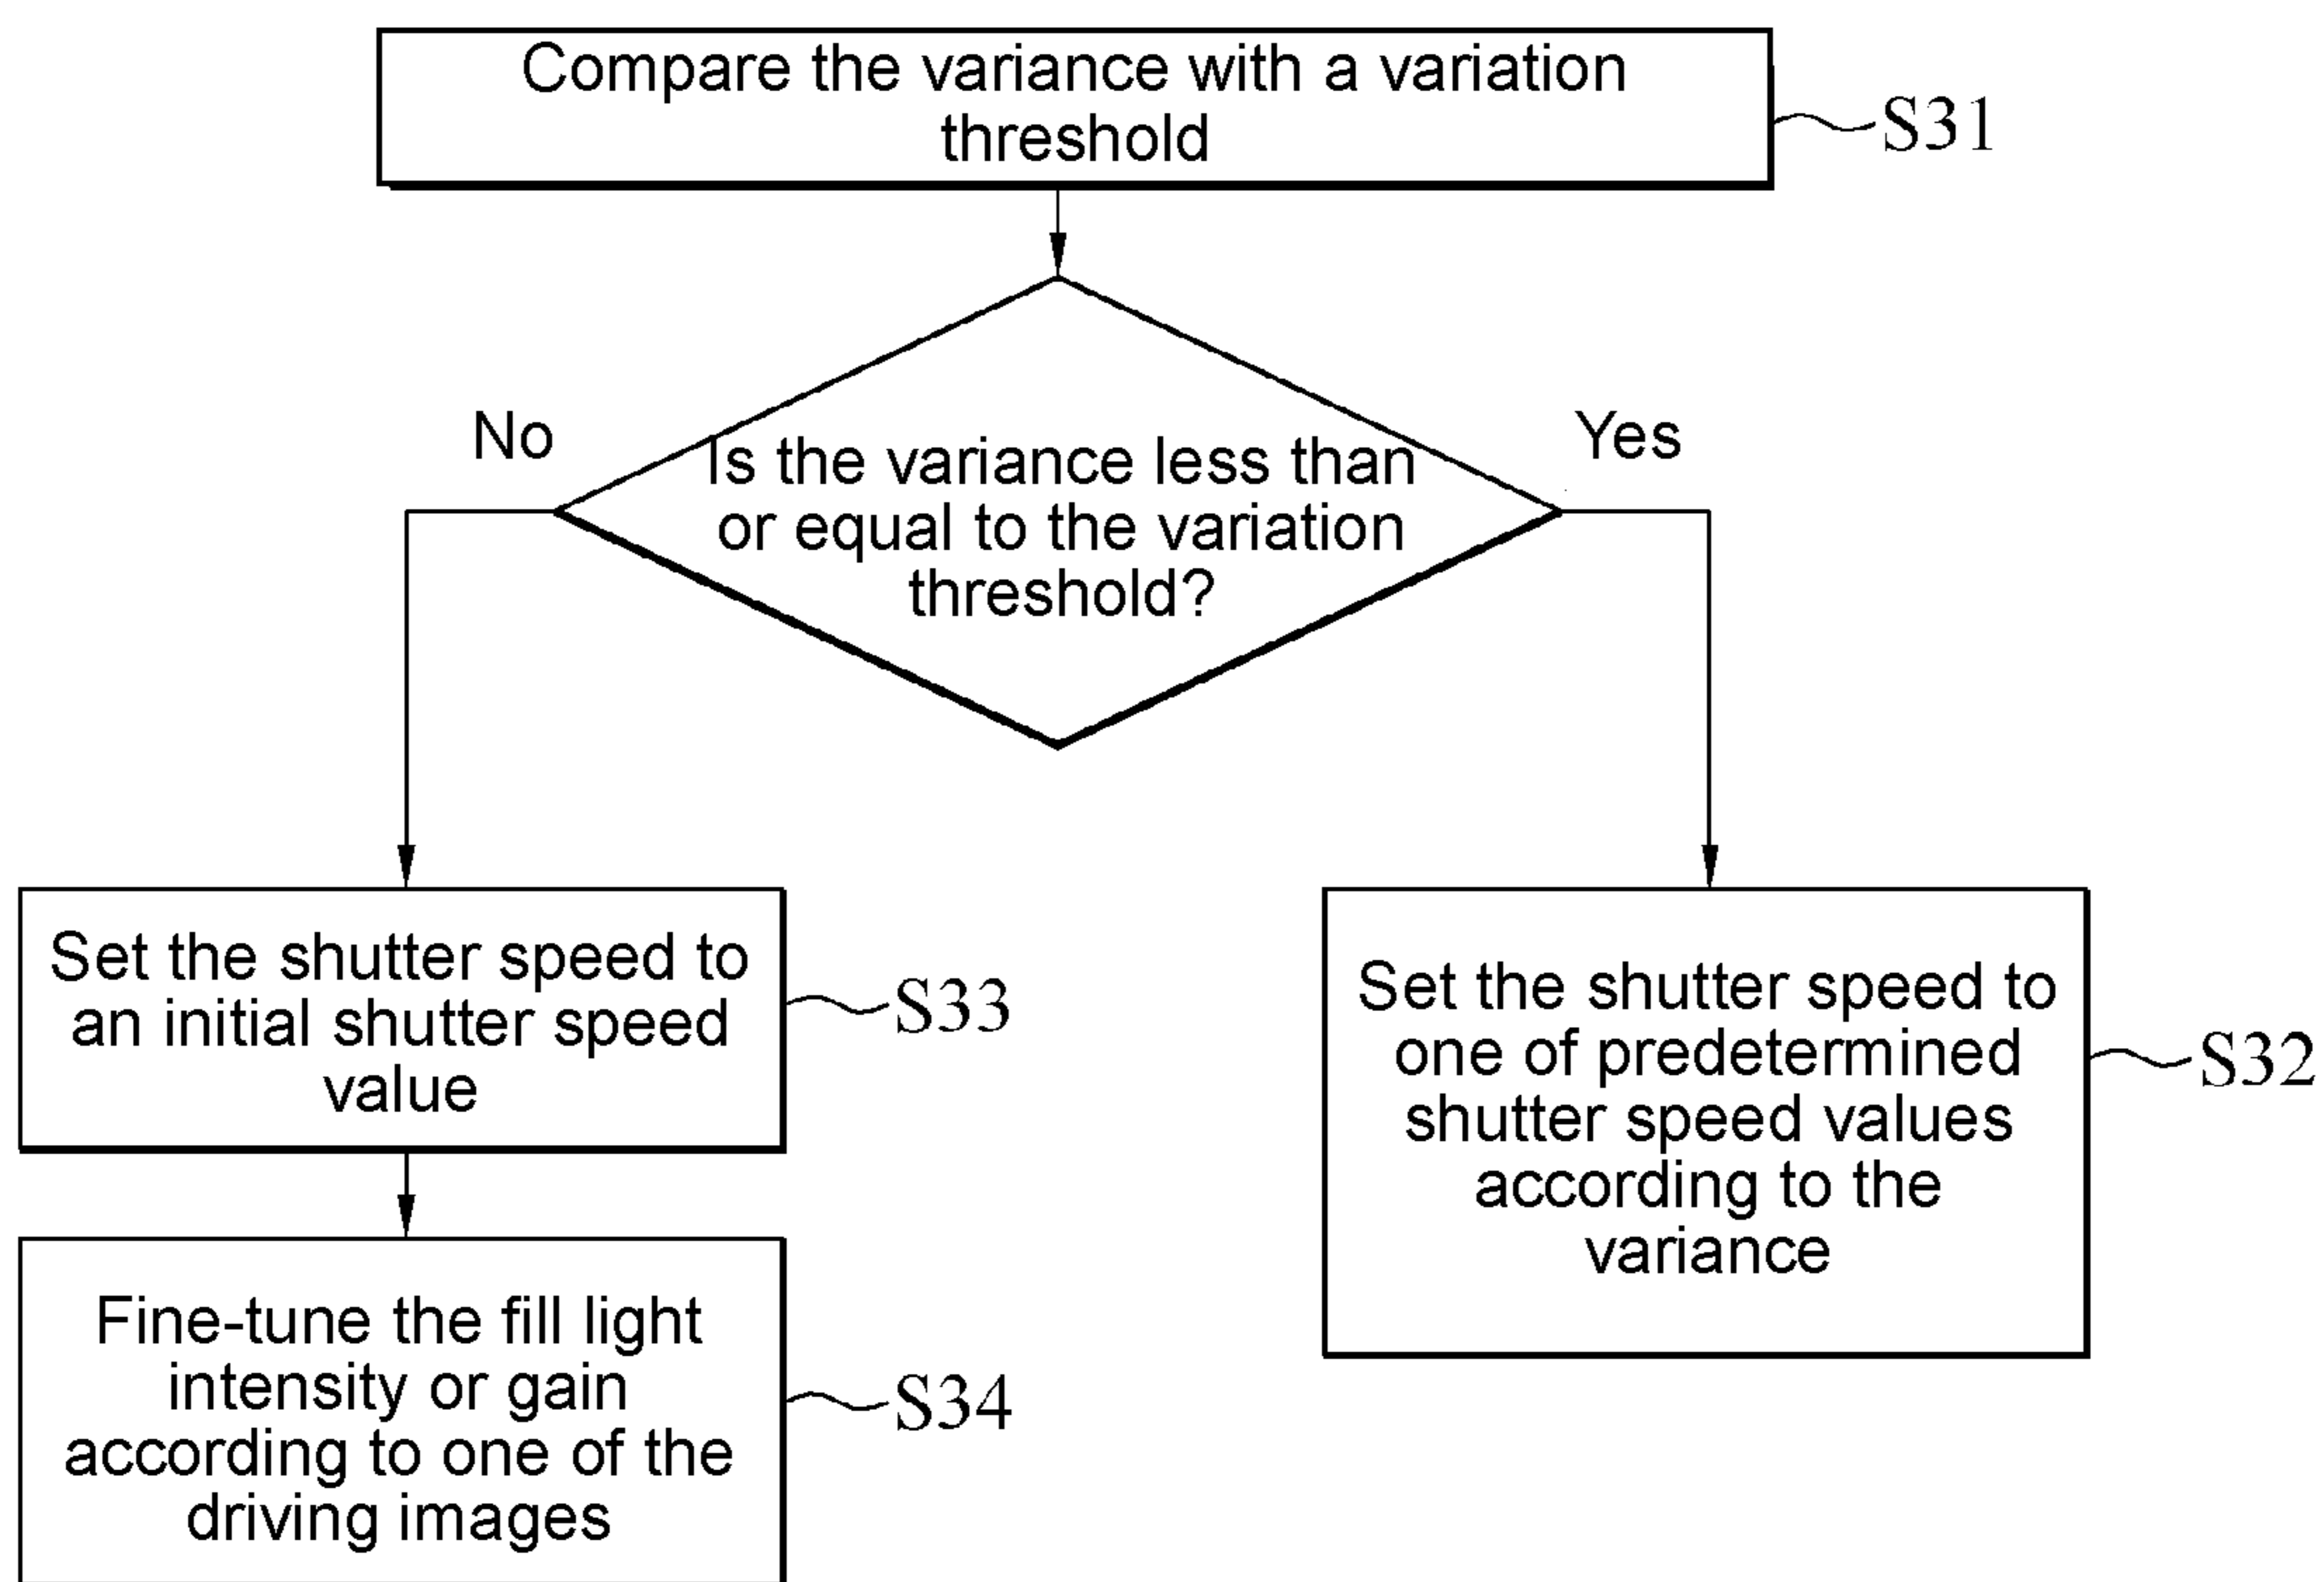 Compare the variance with a variation
threshold
S31
Is the variance less than
or equal to the variation
threshold?
No
Yes
Set the shutter speed to
an initial shutter speed
value
S33
Set the shutter speed to
one of predetermined
shutter speed values
according to the
variance
S32
Fine-tune the fill light
intensity or gain
according to one of the
driving images
S34